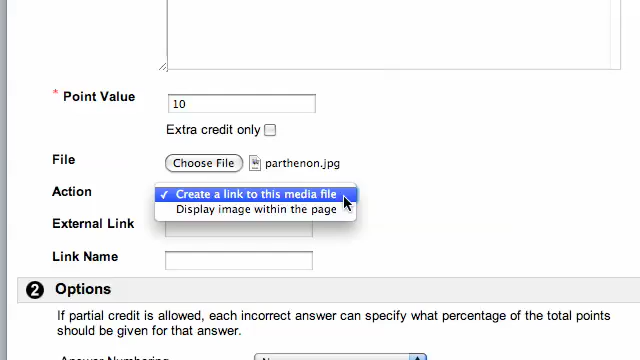 * Point Value
10
Extra credit only
File
Choose File
parthenon.jpg
Action
✓ Create a link to this media file
Display image within the page
External Link
Link Name
2 Options
If partial credit is allowed, each incorrect answer can specify what percentage of the total points
should be given for that answer.
Answer Numbering